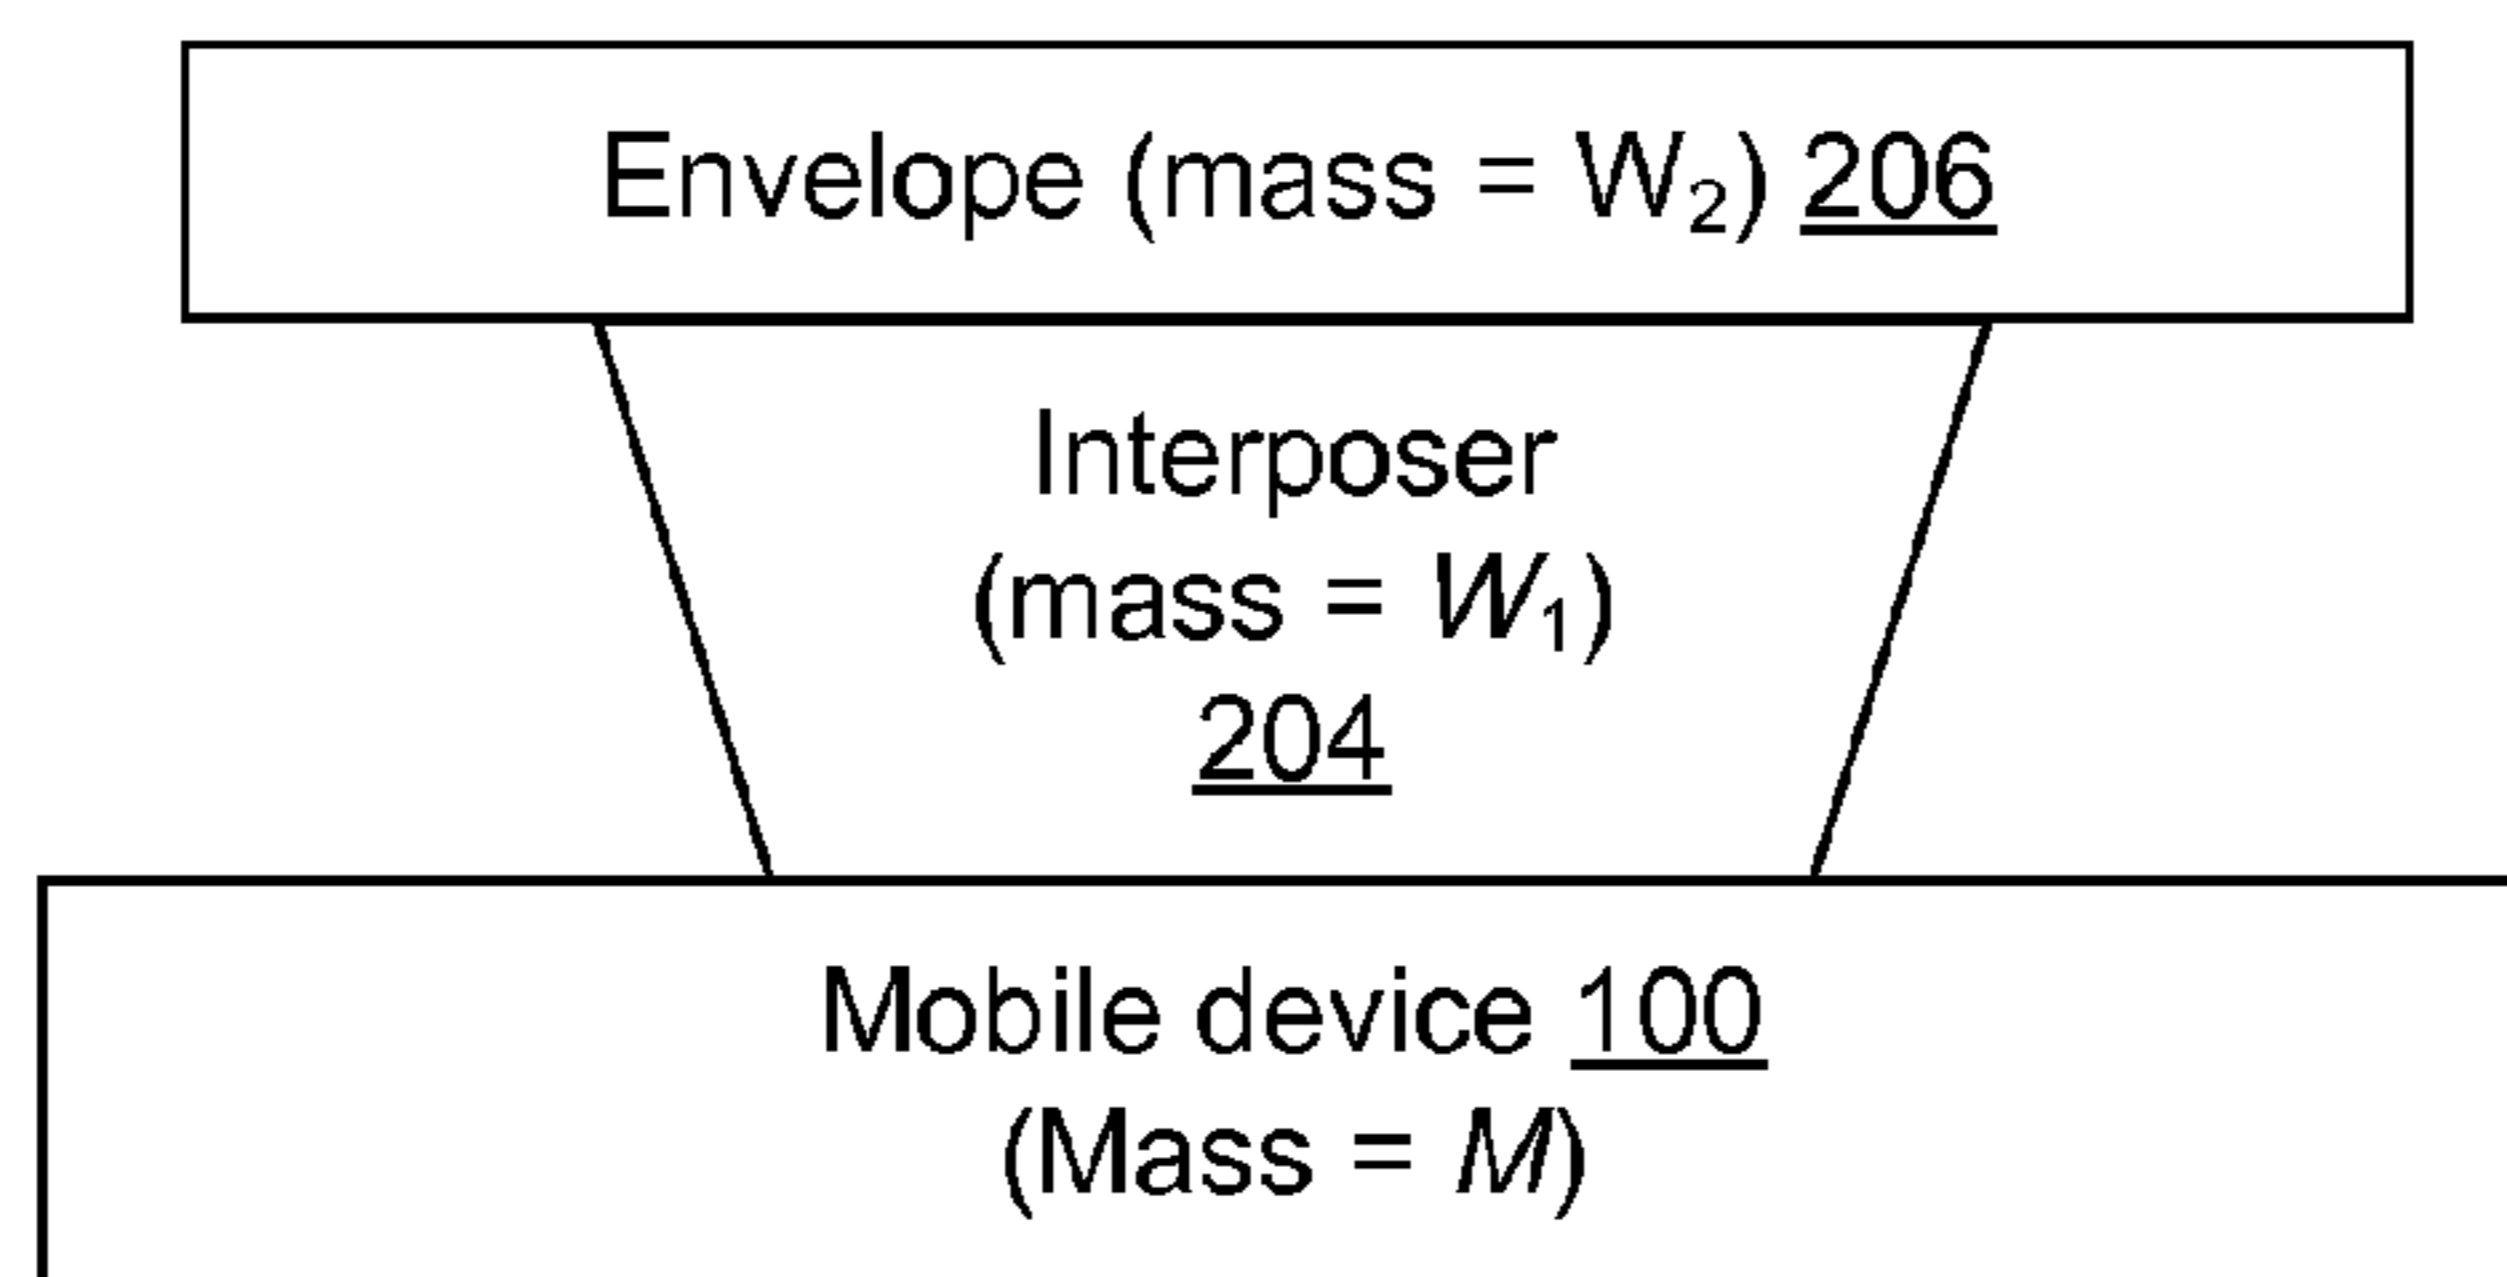 Envelope (mass = W₂) 206
Interposer
(mass = W₁)
204
Mobile device 100
(Mass = M)